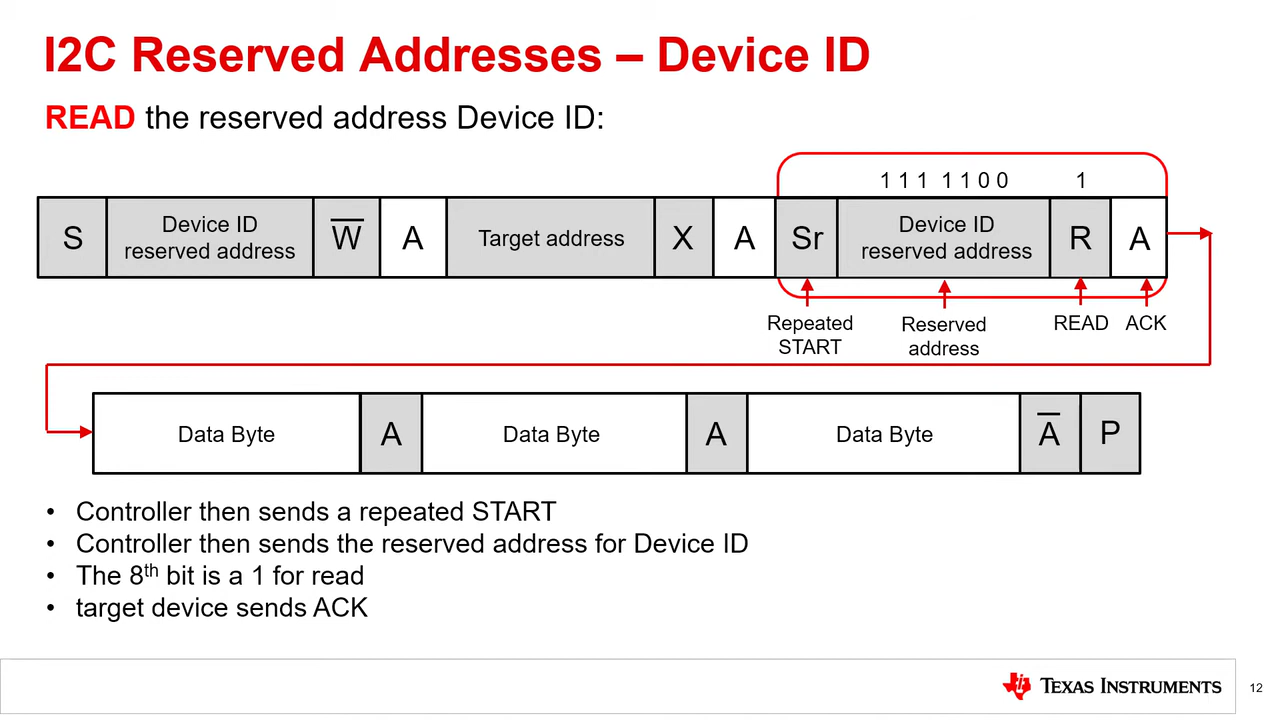 I2C Reserved Addresses – Device ID
READ the reserved address Device ID:
1 1 1 1 1 0 0 1
S Device ID reserved address W̅ A Target address X A Sr Device ID reserved address R A
Repeated START
Reserved address
READ
ACK
Data Byte A Data Byte A Data Byte A̅ P
• Controller then sends a repeated START
• Controller then sends the reserved address for Device ID
• The 8th bit is a 1 for read
• target device sends ACK
TEXAS INSTRUMENTS
12